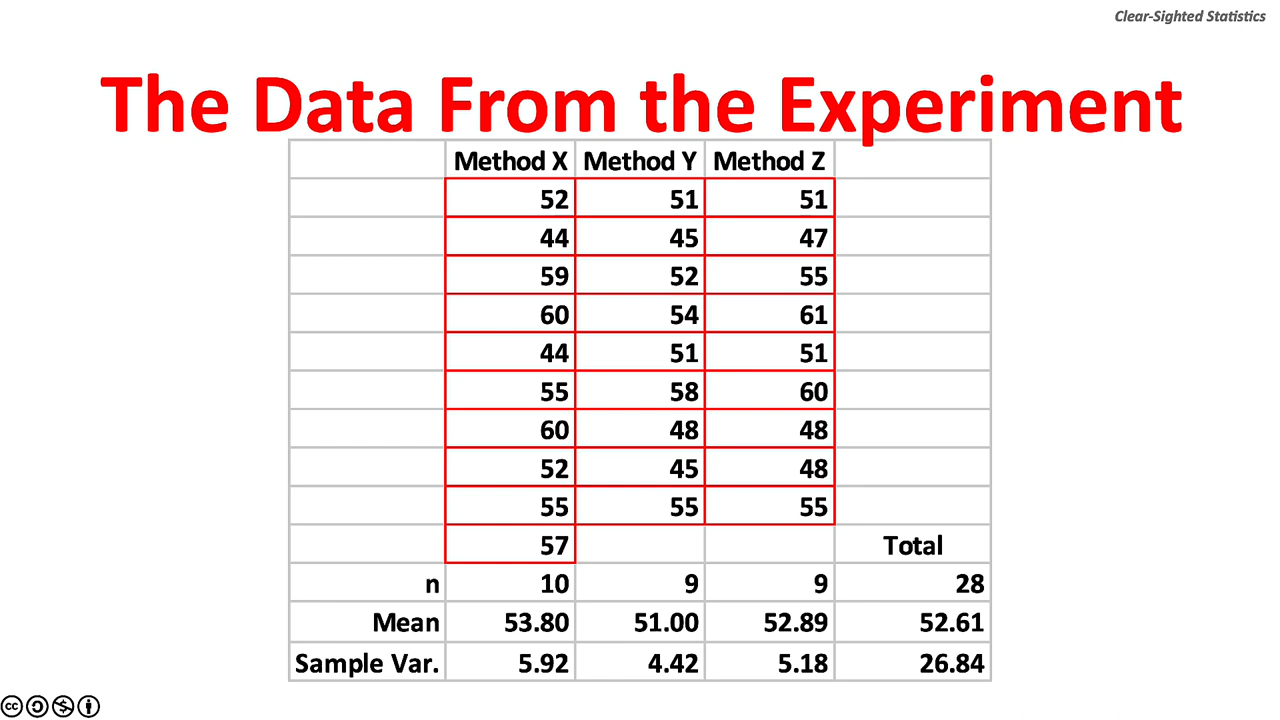 Clear-Sighted Statistics
The Data From the Experiment
Method X Method Y Method Z
52 51 51
44 45 47
59 52 55
60 54 61
44 51 51
55 58 60
60 48 48
52 45 48
55 55 55
57 Total
n 10 9 9 28
Mean 53.80 51.00 52.89 52.61
Sample Var. 5.92 4.42 5.18 26.84